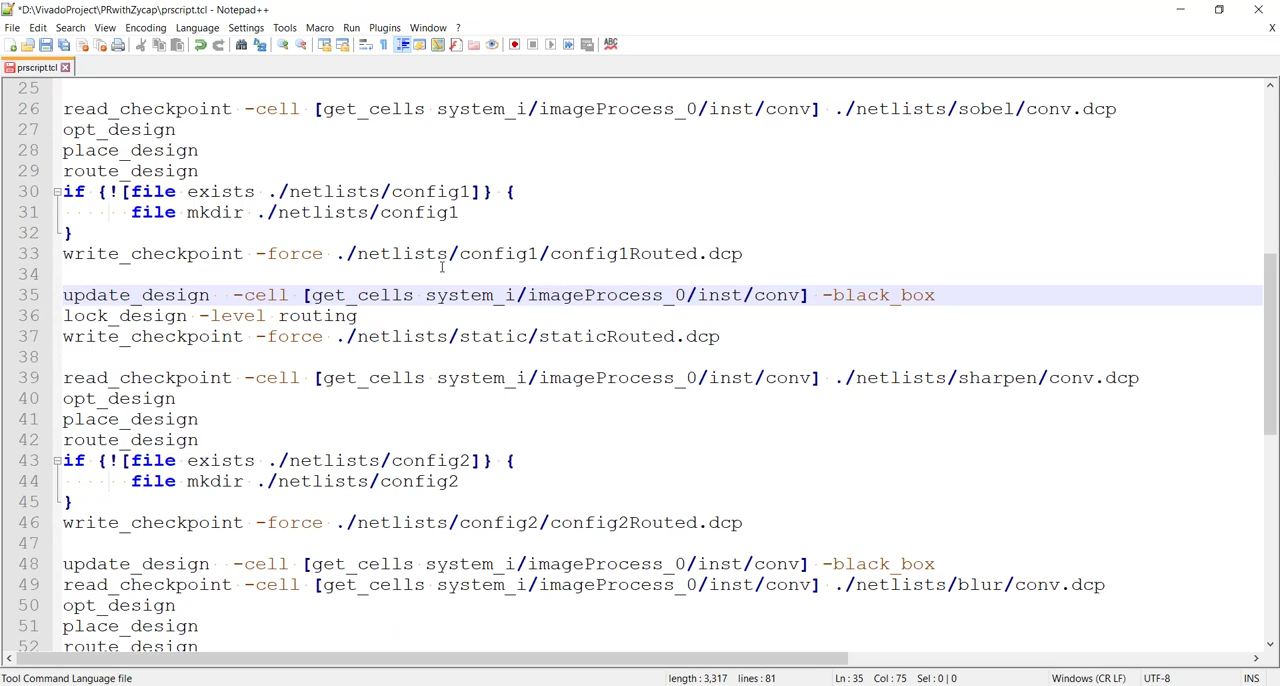 *D:\VivadoProject\PRwithZycap\prscript.tcl - Notepad++
File Edit Search View Encoding Language Settings Tools Macro Run Plugins Window ? X
prscript.tcl
25
26 read_checkpoint -cell [get_cells system_i/imageProcess_0/inst/conv] ./netlists/sobel/conv.dcp
27 opt_design
28 place_design
29 route_design
30 if {![file exists ./netlists/config1]} {
31 file mkdir ./netlists/config1
32 }
33 write_checkpoint -force ./netlists/config1/config1Routed.dcp
34
35 update_design -cell [get_cells system_i/imageProcess_0/inst/conv] -black_box
36 lock_design -level routing
37 write_checkpoint -force ./netlists/static/staticRouted.dcp
38
39 read_checkpoint -cell [get_cells system_i/imageProcess_0/inst/conv] ./netlists/sharpen/conv.dcp
40 opt_design
41 place_design
42 route_design
43 if {![file exists ./netlists/config2]} {
44 file mkdir ./netlists/config2
45 }
46 write_checkpoint -force ./netlists/config2/config2Routed.dcp
47
48 update_design -cell [get_cells system_i/imageProcess_0/inst/conv] -black_box
49 read_checkpoint -cell [get_cells system_i/imageProcess_0/inst/conv] ./netlists/blur/conv.dcp
50 opt_design
51 place_design
52 route_design
Tool Command Language file length : 3,317 lines : 81 Ln : 35 Col : 75 Sel : 0 | 0 Windows (CR LF) UTF-8 INS